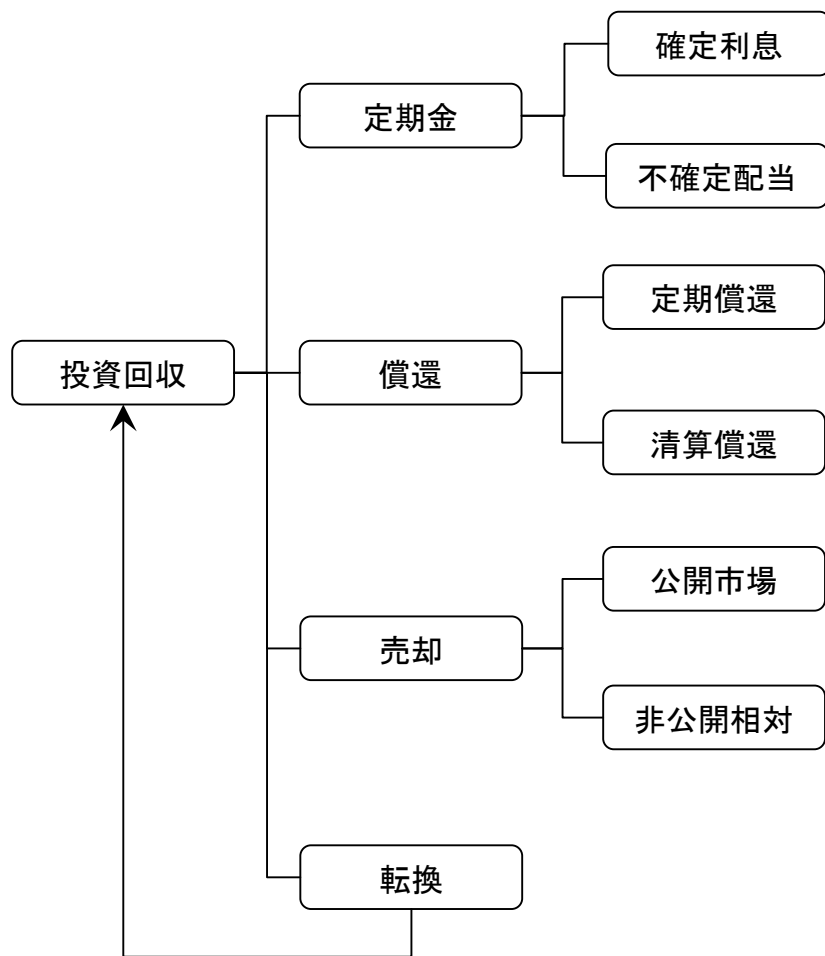 確定利息
定期金
不確定配当
定期償還
投資回収
償還
清算償還
公開市場
売却
非公開相対
転換